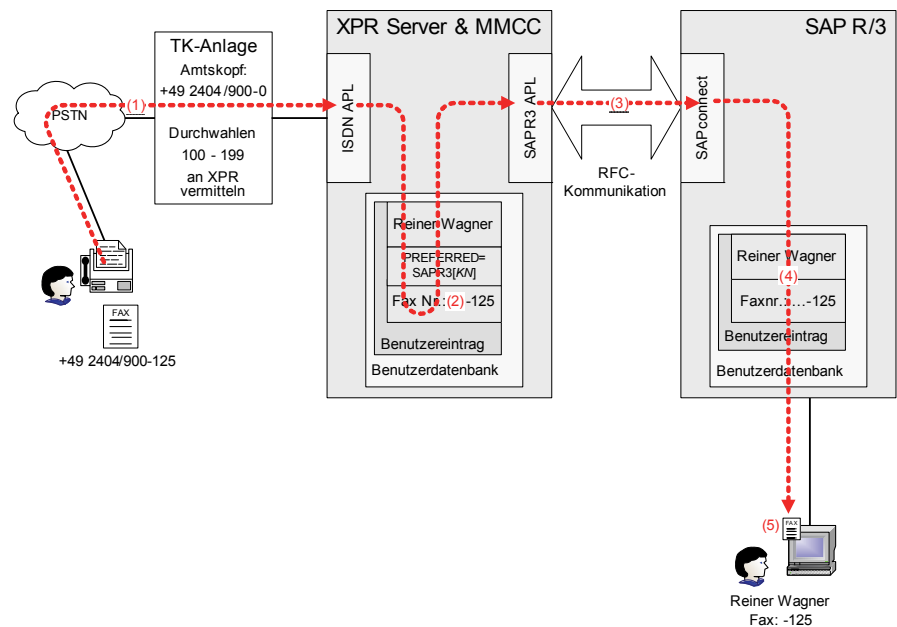 TK-Anlage
Amtskopf:
+49 2404/900-0
Durchwahlen
100 - 199
an XPR
vermitteln
PSTN
(1)
FAX
+49 2404/900-125
XPR Server & MMCC
ISDN APL
SAPR3 APL
Reiner Wagner
PREFERRED=
SAPR3[KN]
Fax Nr.:(2)-125
Benutzereintrag
Benutzerdatenbank
(3)
RFC-
Kommunikation
SAP R/3
SAPconnect
Reiner Wagner
(4)
Faxnr.:...-125
Benutzereintrag
Benutzerdatenbank
(5)
FAX
Reiner Wagner
Fax: -125